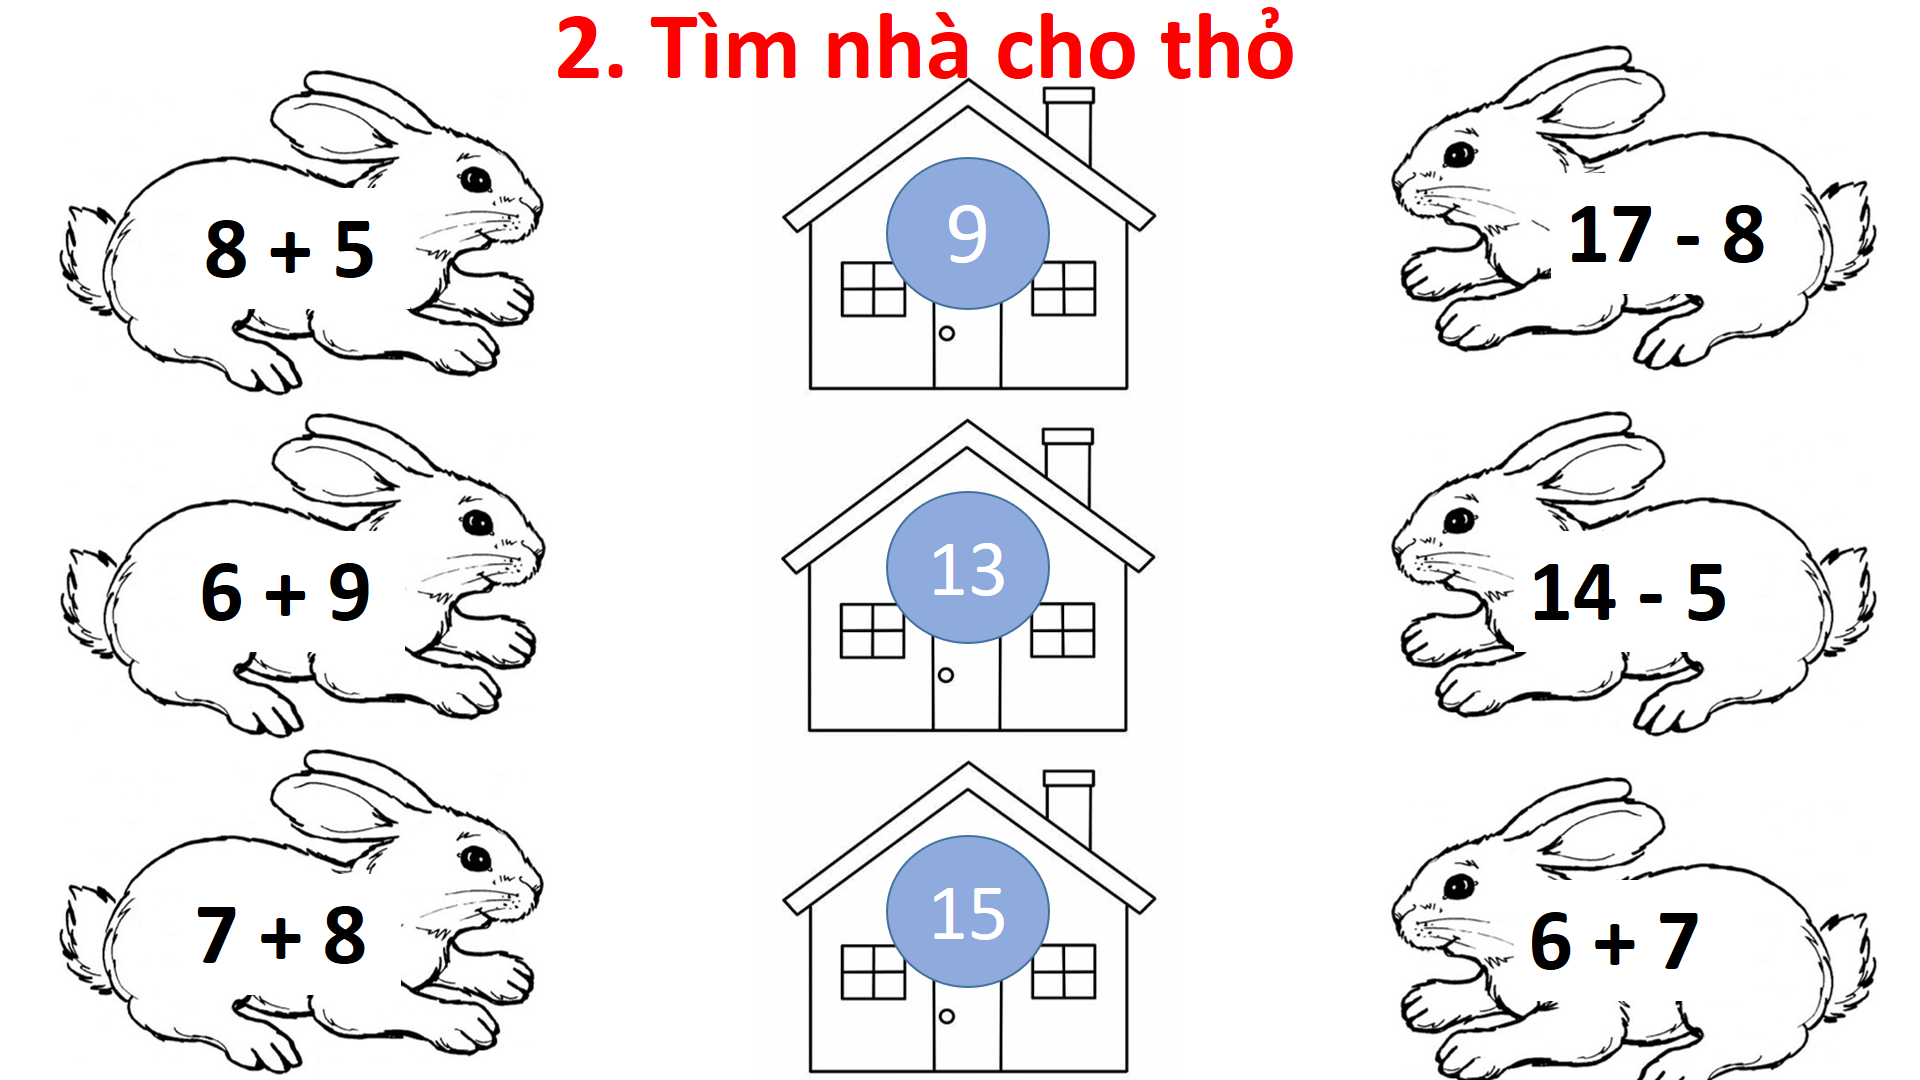 2. Tìm nhà cho thỏ
8 + 5
9
17 - 8
6 + 9
13
14 - 5
7 + 8
15
6 + 7